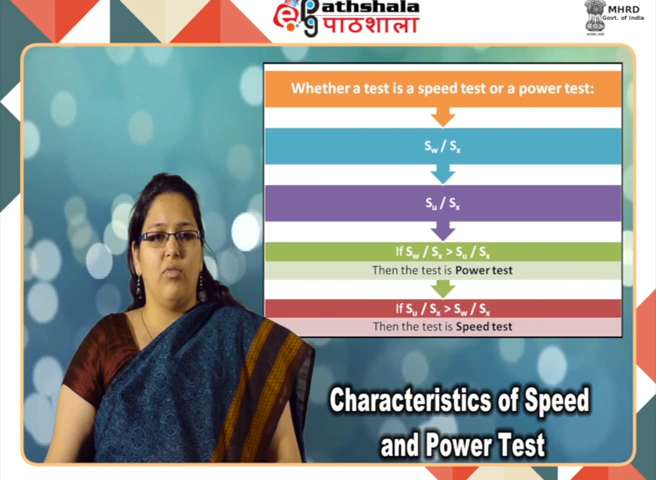 epgpathshala
पाठशाला
MHRD
Govt. of India
Whether a test is a speed test or a power test:
Sw / Sx
Su / Sx
If Sw / Sx > Su / Sx
Then the test is Power test
If Su / Sx > Sw / Sx
Then the test is Speed test
Characteristics of Speed
and Power Test